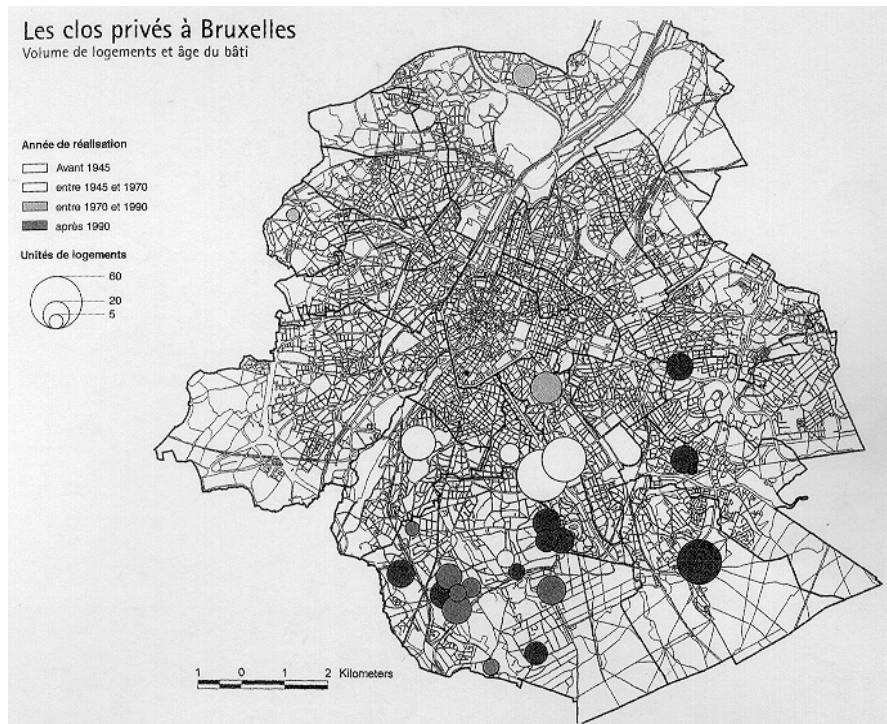 Les clos privés à Bruxelles
Volume de logements et âge du bâti
Année de réalisation
Avant 1945
entre 1945 et 1970
entre 1970 et 1990
après 1990
Unités de logements
60
20
5
1 0 1 2 Kilometers